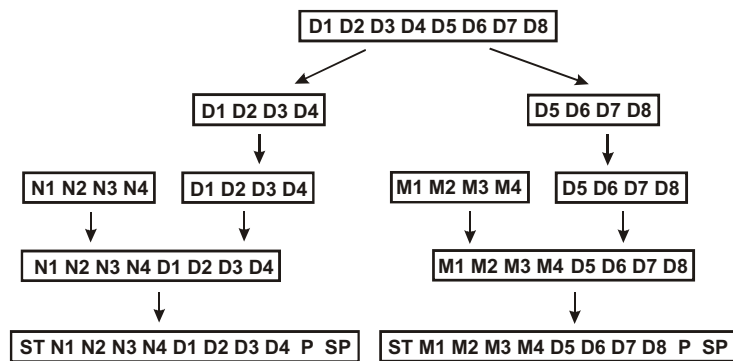 D1 D2 D3 D4 D5 D6 D7 D8
D1 D2 D3 D4
D5 D6 D7 D8
N1 N2 N3 N4
D1 D2 D3 D4
M1 M2 M3 M4
D5 D6 D7 D8
N1 N2 N3 N4 D1 D2 D3 D4
M1 M2 M3 M4 D5 D6 D7 D8
ST N1 N2 N3 N4 D1 D2 D3 D4 P SP
ST M1 M2 M3 M4 D5 D6 D7 D8 P SP